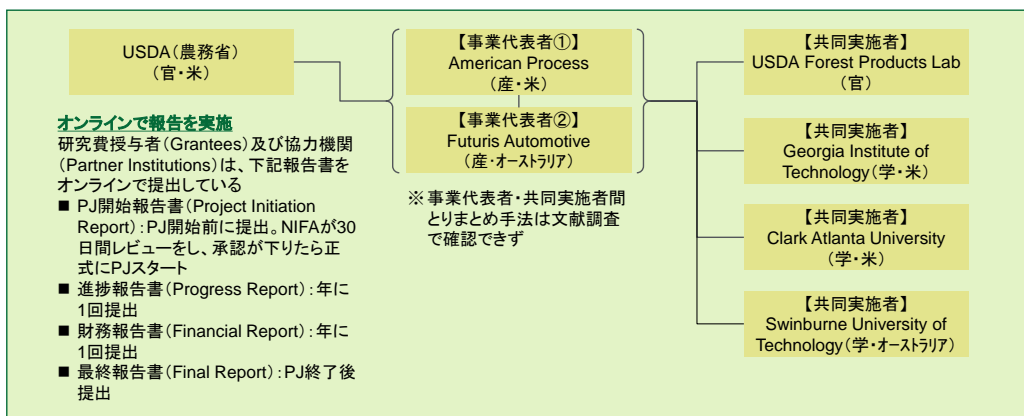 USDA(農務省)
(官・米)
オンラインで報告を実施
研究費授与者(Grantees)及び協力機関
(Partner Institutions)は、下記報告書を
オンラインで提出している
■ PJ開始報告書(Project Initiation
Report):PJ開始前に提出。NIFAが30
日間レビューをし、承認が下りたら正
式にPJスタート
■ 進捗報告書(Progress Report):年に
1回提出
■ 財務報告書(Financial Report):年に
1回提出
■ 最終報告書(Final Report):PJ終了後
提出
【事業代表者①】
American Process
(産・米)
【事業代表者②】
Futuris Automotive
(産・オーストラリア)
※事業代表者・共同実施者間
とりまとめ手法は文献調査
で確認できず
【共同実施者】
USDA Forest Products Lab
(官)
【共同実施者】
Georgia Institute of
Technology(学・米)
【共同実施者】
Clark Atlanta University
(学・米)
【共同実施者】
Swinburne University of
Technology(学・オーストラリア)